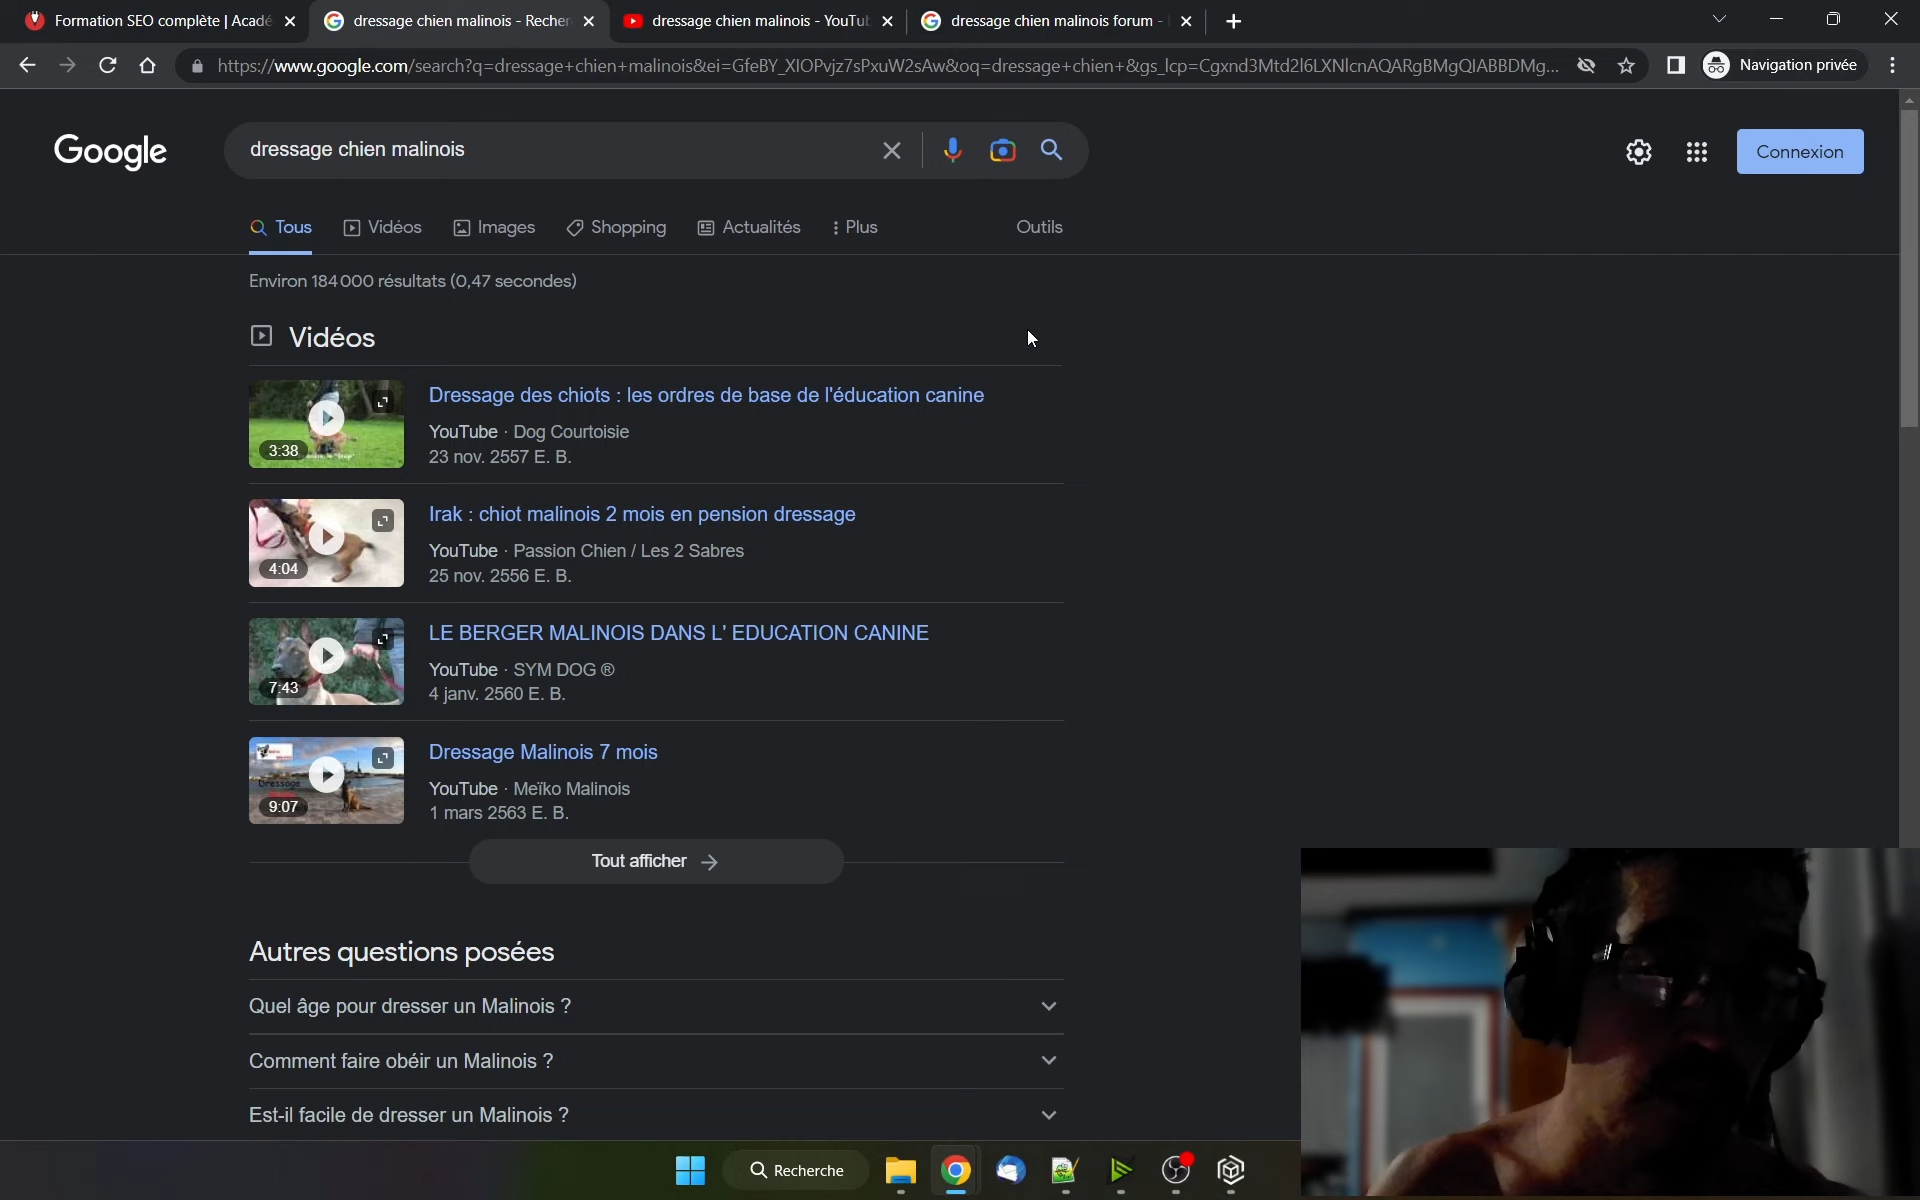 Formation SEO complète | Acadé
dressage chien malinois - Recher
dressage chien malinois - YouTu
dressage chien malinois forum -
https://www.google.com/search?q=dressage+chien+malinois&ei=GfeBY_XIOPvjz7sPxuW2sAw&oq=dressage+chien+&gs_lcp=Cgxnd3Mtd2l6LXNlcnAQARgBMgQIABBDMg...
Navigation privée
Google
dressage chien malinois
Connexion
Tous
Vidéos
Images
Shopping
Actualités
Plus
Outils
Environ 184 000 résultats (0,47 secondes)
Vidéos
Dressage des chiots : les ordres de base de l'éducation canine
YouTube · Dog Courtoisie
3:38
23 nov. 2557 E. B.
Irak : chiot malinois 2 mois en pension dressage
YouTube · Passion Chien / Les 2 Sabres
4:04
25 nov. 2556 E. B.
LE BERGER MALINOIS DANS L' EDUCATION CANINE
YouTube · SYM DOG ®
7:43
4 janv. 2560 E. B.
Dressage Malinois 7 mois
YouTube · Meïko Malinois
Dressage
9:07
1 mars 2563 E. B.
Tout afficher
Autres questions posées
Quel âge pour dresser un Malinois ?
Comment faire obéir un Malinois ?
Est-il facile de dresser un Malinois ?
Recherche